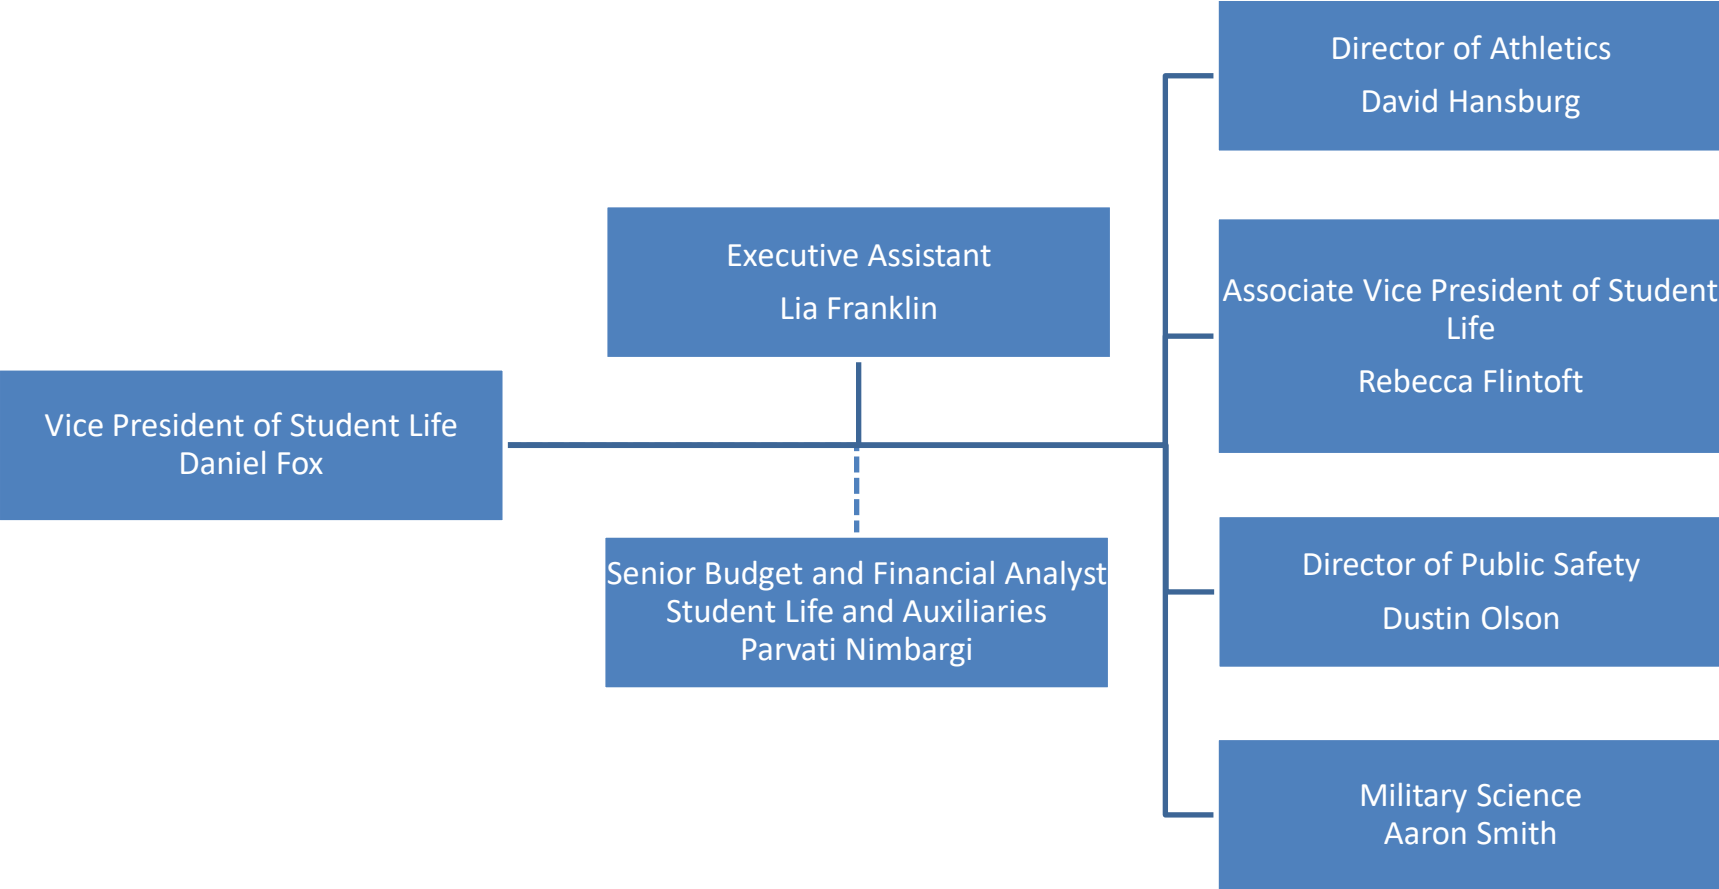 Director of Athletics
David Hansburg
Executive Assistant
Lia Franklin
Associate Vice President of Student
Life
Rebecca Flintoft
Vice President of Student Life
Daniel Fox
Senior Budget and Financial Analyst
Student Life and Auxiliaries
Parvati Nimbargi
Director of Public Safety
Dustin Olson
Military Science
Aaron Smith